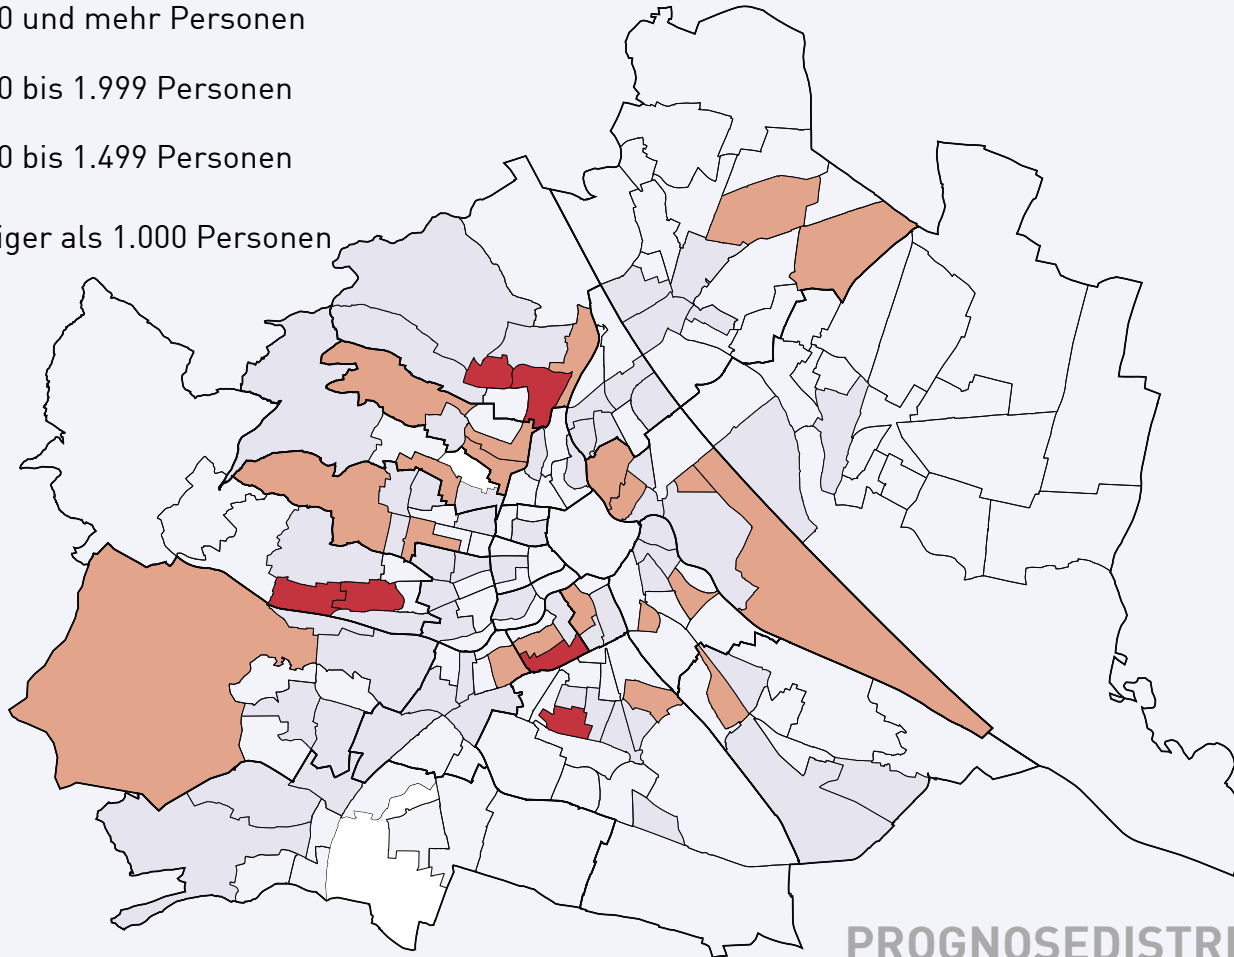 0 und mehr Personen
0 bis 1.999 Personen
0 bis 1.499 Personen
iger als 1.000 Personen
PROGNOSEDISTRI